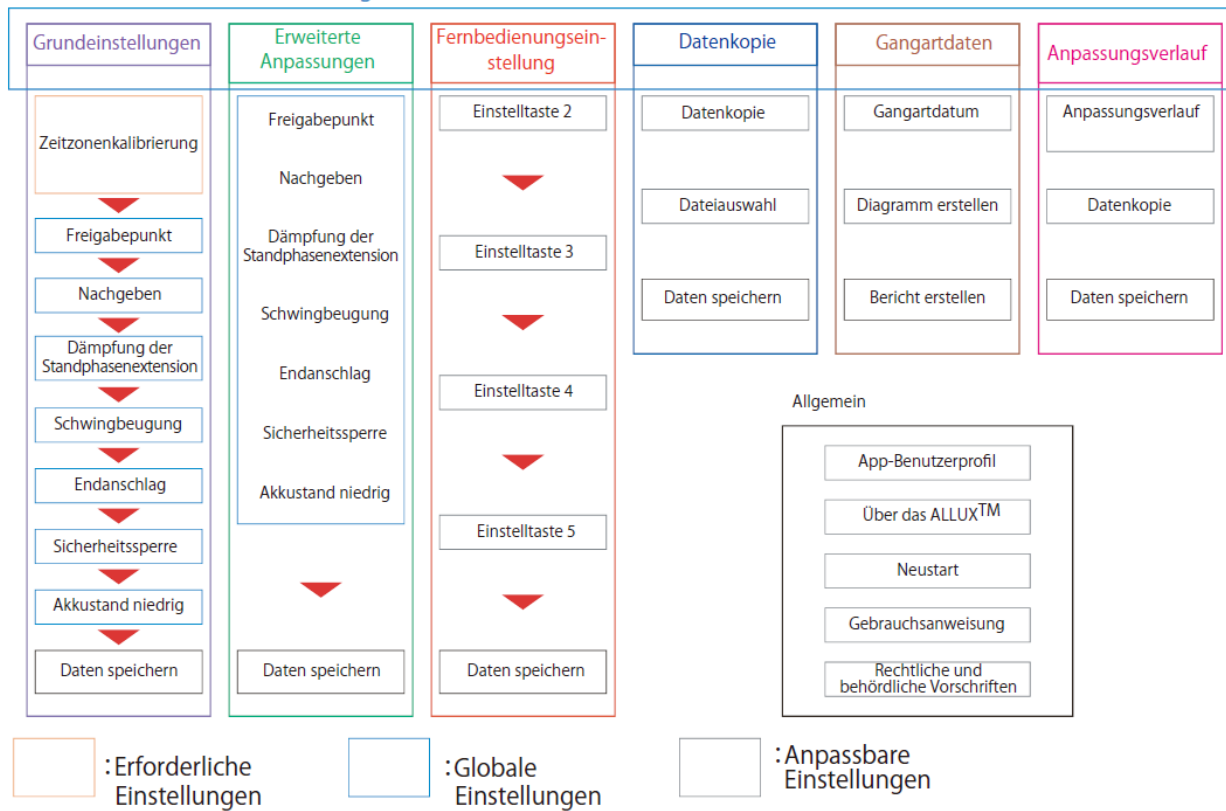 Grundeinstellungen
Erweiterte
Anpassungen
Fernbedienungsein-
stellung
Datenkopie
Gangartdaten
Anpassungsverlauf
Zeitzonenkalibrierung
Freigabepunkt
Nachgeben
Dämpfung der
Standphasenextension
Schwingbeugung
Endanschlag
Sicherheitssperre
Akkustand niedrig
Daten speichern
Freigabepunkt
Nachgeben
Dämpfung der
Standphasenextension
Schwingbeugung
Endanschlag
Sicherheitssperre
Akkustand niedrig
Daten speichern
Einstelltaste 2
Einstelltaste 3
Einstelltaste 4
Einstelltaste 5
Daten speichern
Datenkopie
Dateiauswahl
Daten speichern
Gangartdatum
Diagramm erstellen
Bericht erstellen
Anpassungsverlauf
Datenkopie
Daten speichern
Allgemein
App-Benutzerprofil
Über das ALLUX™
Neustart
Gebrauchsanweisung
Rechtliche und
behördliche Vorschriften
:Erforderliche
Einstellungen
:Globale
Einstellungen
:Anpassbare
Einstellungen